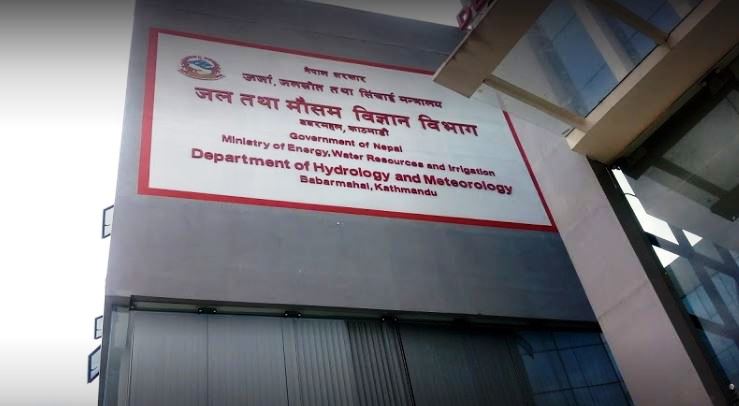 नेपाल सरकार
ऊर्जा, जलस्रोत तथा सिंचाई मन्त्रालय
जल तथा मौसम विज्ञान विभाग
बबरमहल, काठमाडौं
Government of Nepal
Ministry of Energy, Water Resources and Irrigation
Department of Hydrology and Meteorology
Babarmahal, Kathmandu